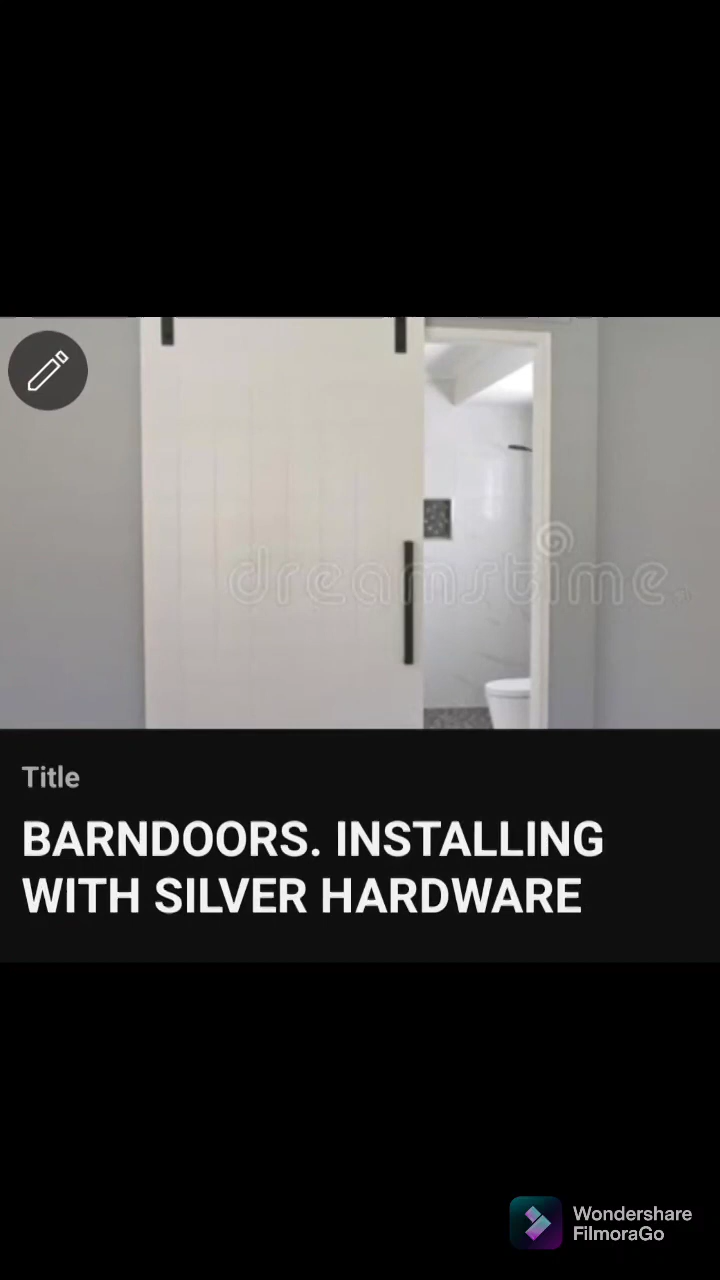 dreamstime
Title
BARNDOORS. INSTALLING
WITH SILVER HARDWARE
Wondershare
FilmoraGo